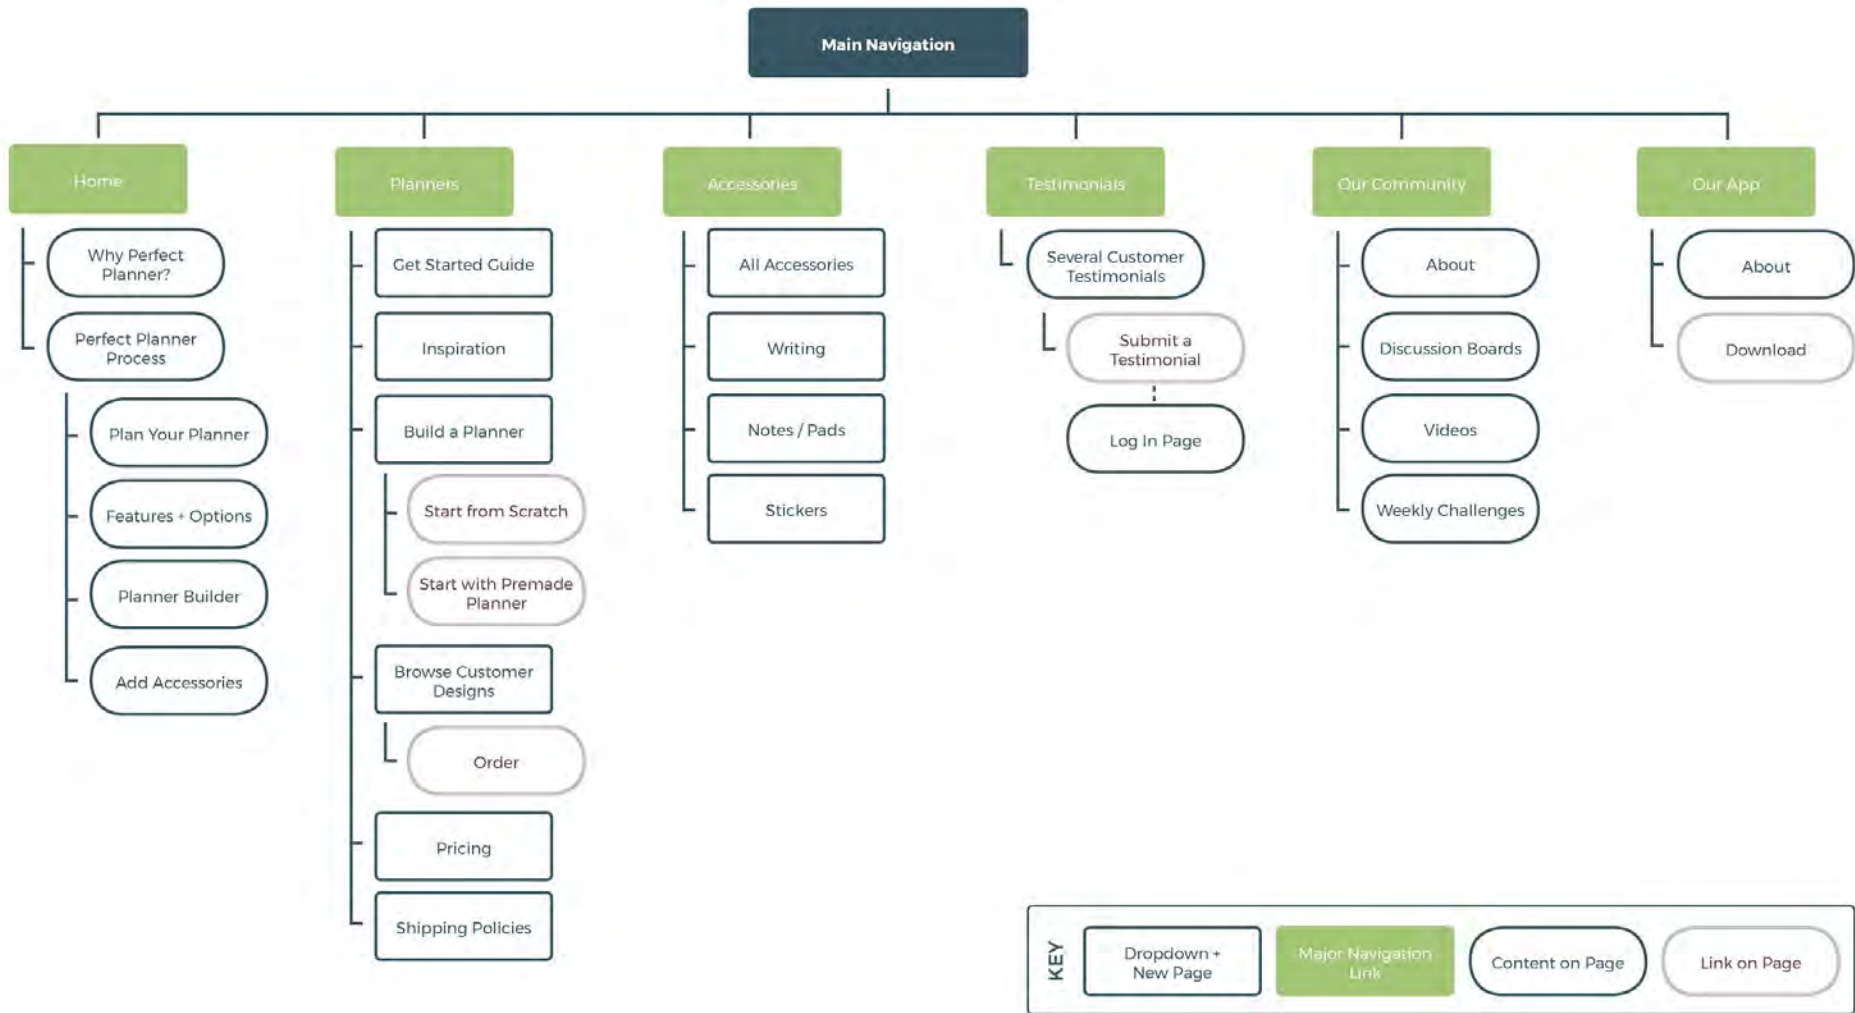 Main Navigation
Home
Why Perfect
Planner?
Perfect Planner
Process
Plan Your Planner
Features + Options
Planner Builder
Add Accessories
Planners
Get Started Guide
Inspiration
Build a Planner
Start from Scratch
Start with Premade
Planner
Browse Customer
Designs
Order
Pricing
Shipping Policies
Accessories
All Accessories
Writing
Notes / Pads
Stickers
Testimonials
Several Customer
Testimonials
Submit a
Testimonial
Log In Page
Our Community
About
Discussion Boards
Videos
Weekly Challenges
Our App
About
Download
KEY
Dropdown +
New Page
Major Navigation
Link
Content on Page
Link on Page